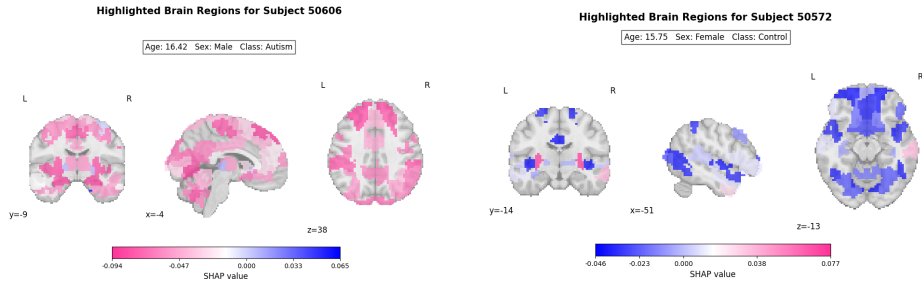 Highlighted Brain Regions for Subject 50606
Age: 16.42 Sex: Male Class: Autism
L R
y=-9
x=-4
z=38
-0.094 -0.047 0.000 0.033 0.065
SHAP value
Highlighted Brain Regions for Subject 50572
Age: 15.75 Sex: Female Class: Control
L R
L R
y=-14
x=-51
z=-13
-0.046 -0.023 0.000 0.038 0.077
SHAP value